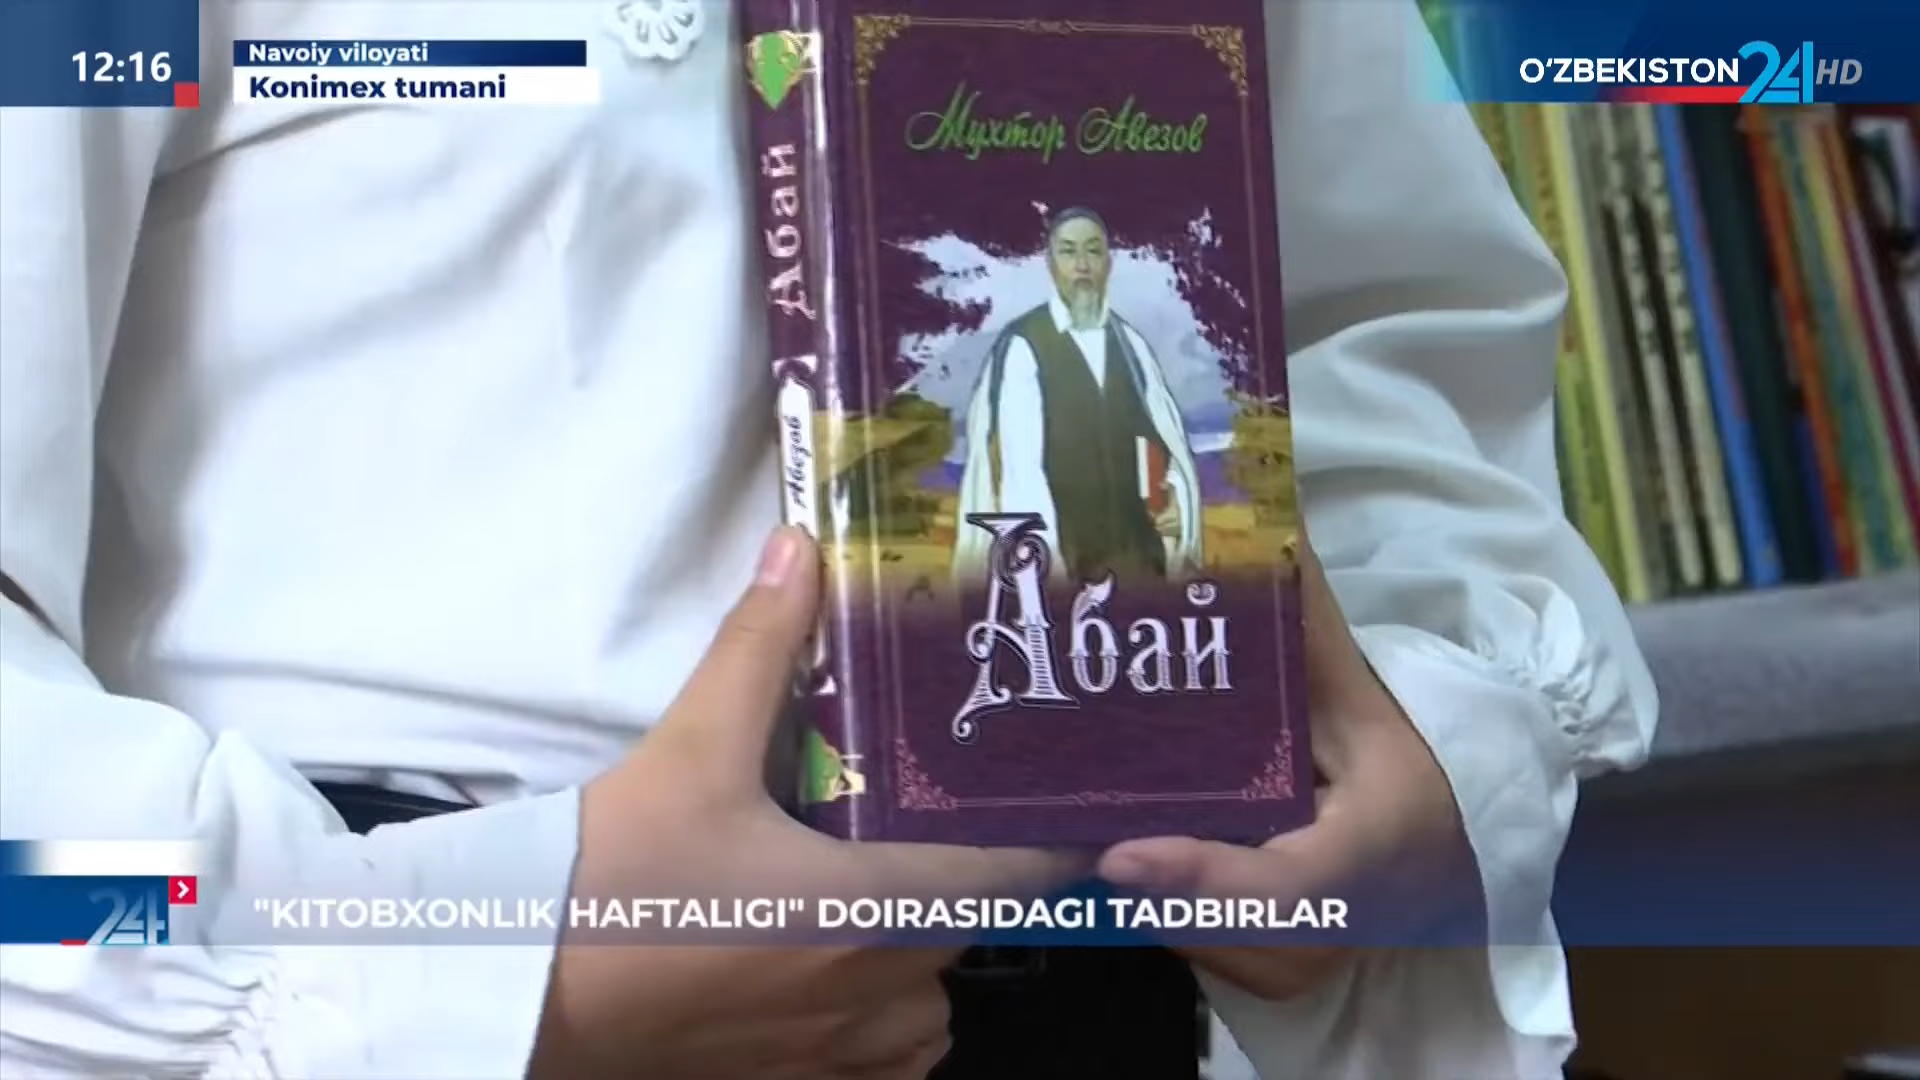 12:16
Navoiy viloyati
Konimex tumani
O‘ZBEKISTON 24 HD
Мухтор Авезов
Абай
Абай
Авезов
24
"KITOBXONLIK HAFTALIGI" DOIRASIDAGI TADBIRLAR